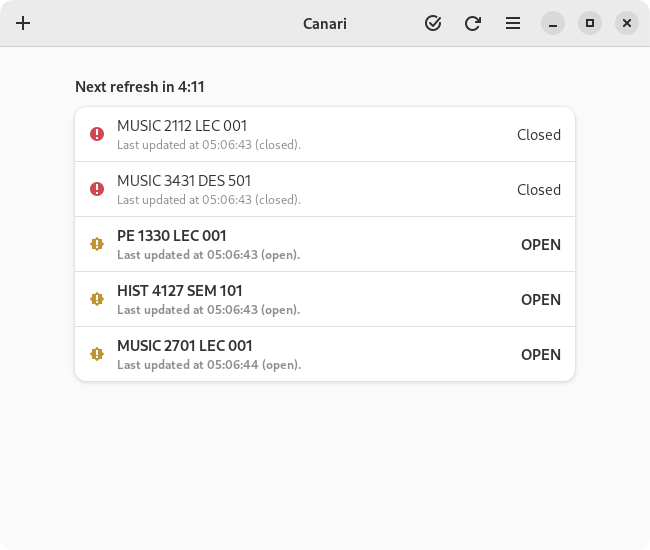 Canari
Next refresh in 4:11
MUSIC 2112 LEC 001
Last updated at 05:06:43 (closed).
Closed
MUSIC 3431 DES 501
Last updated at 05:06:43 (closed).
Closed
PE 1330 LEC 001
Last updated at 05:06:43 (open).
OPEN
HIST 4127 SEM 101
Last updated at 05:06:43 (open).
OPEN
MUSIC 2701 LEC 001
Last updated at 05:06:44 (open).
OPEN